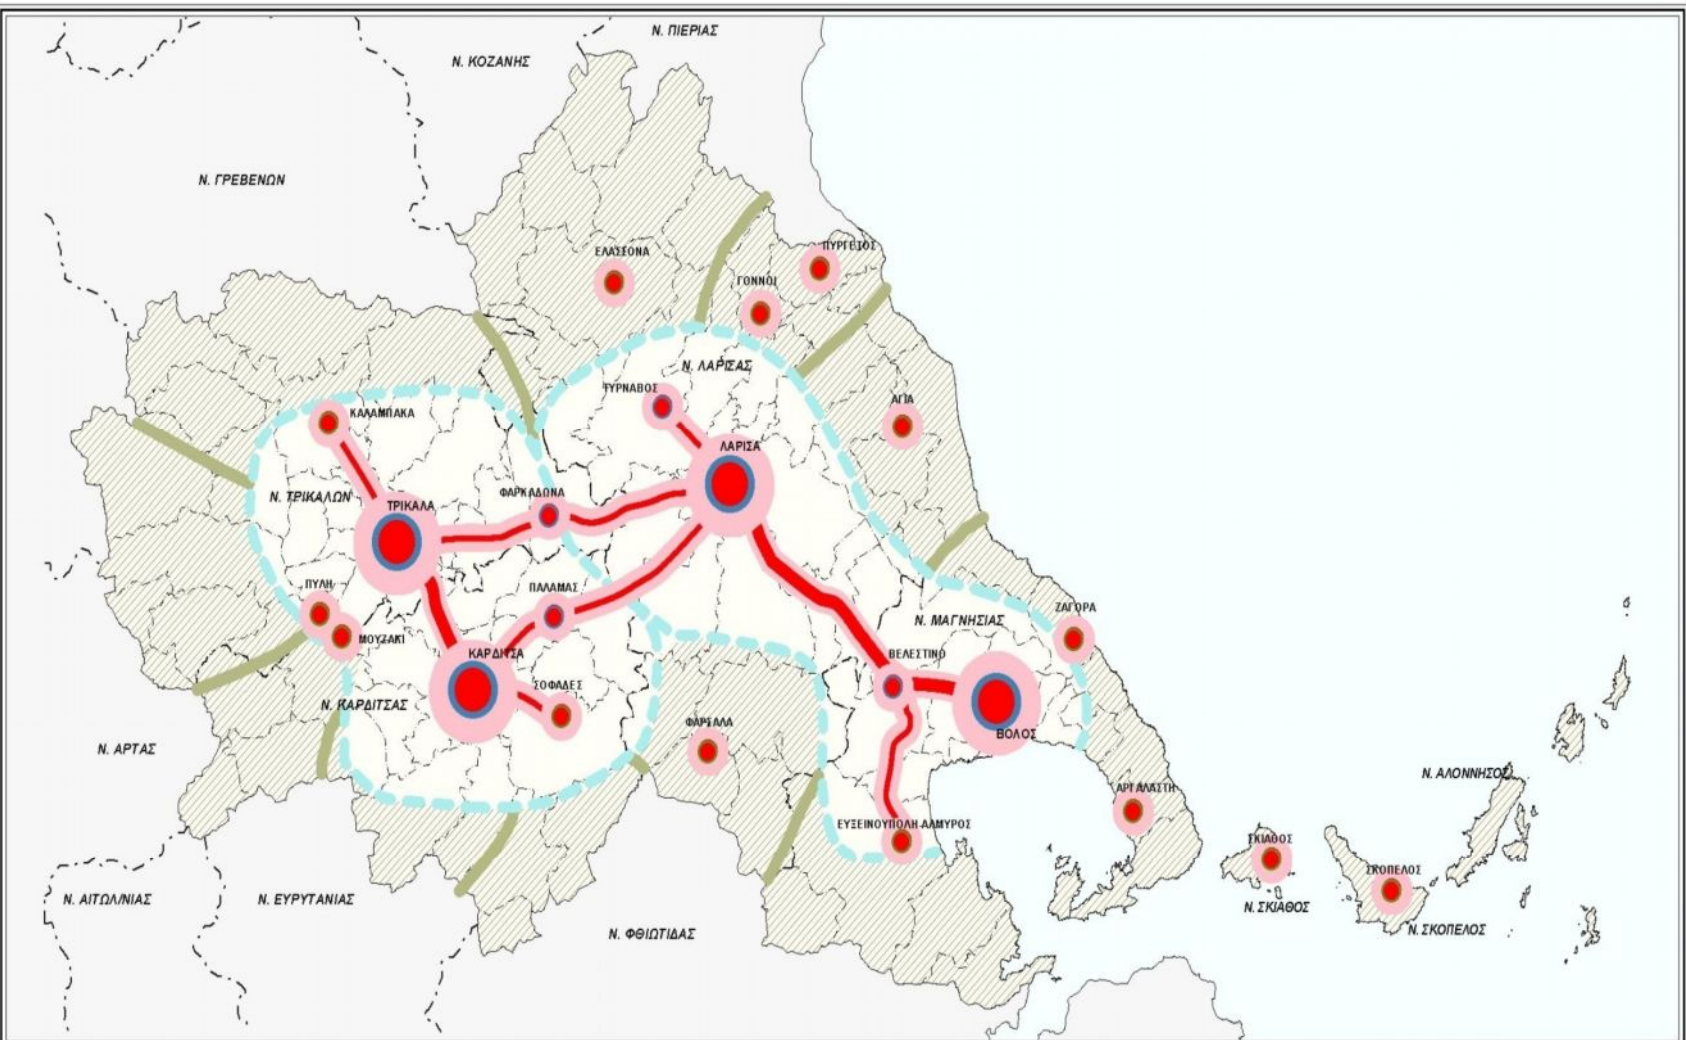 Ν. ΠΙΕΡΙΑΣ
Ν. ΚΟΖΑΝΗΣ
Ν. ΓΡΕΒΕΝΩΝ
ΕΛΑΣΣΟΝΑ
ΠΥΡΓΕΤΟΣ
ΓΟΝΝΟΙ
Ν. ΛΑΡΙΣΑΣ
ΤΥΡΝΑΒΟΣ
ΑΓΙΑ
ΚΑΛΑΜΠΑΚΑ
ΛΑΡΙΣΑ
Ν. ΤΡΙΚΑΛΩΝ
ΦΑΡΚΑΔΩΝΑ
ΤΡΙΚΑΛΑ
ΠΥΛΗ
ΠΑΛΑΜΑΣ
ΖΑΓΟΡΑ
Ν. ΜΑΓΝΗΣΙΑΣ
ΜΟΥΖΑΚΙ
ΚΑΡΔΙΤΣΑ
ΒΕΛΕΣΤΙΝΟ
ΣΟΦΑΔΕΣ
Ν. ΚΑΡΔΙΤΣΑΣ
ΦΑΡΣΑΛΑ
ΒΟΛΟΣ
Ν. ΑΡΤΑΣ
Ν. ΑΛΟΝΝΗΣΟΣ
ΑΡΓΑΛΑΣΤΗ
ΕΥΞΕΙΝΟΥΠΟΛΗ-ΑΛΜΥΡΟΣ
ΣΚΙΑΘΟΣ
ΣΚΟΠΕΛΟΣ
Ν. ΑΙΤΩΛ/ΝΙΑΣ
Ν. ΕΥΡΥΤΑΝΙΑΣ
Ν. ΣΚΙΑΘΟΣ
Ν. ΦΘΙΩΤΙΔΑΣ
Ν. ΣΚΟΠΕΛΟΣ